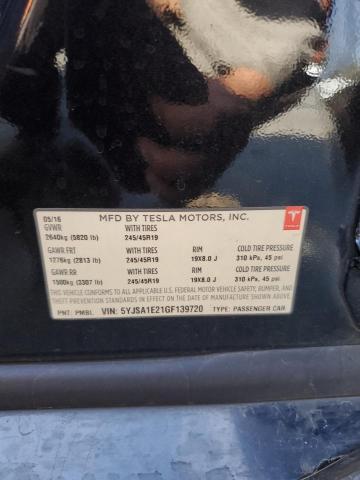 05/16 MFD BY TESLA MOTORS, INC.
GVWR WITH TIRES
2640kg (5820 lb) 245/45R19
GAWR FRT WITH TIRES RIM COLD TIRE PRESSURE
1276kg (2813 lb) 245/45R19 19X8.0 J 310 kPa, 45 psi
GAWR RR WITH TIRES RIM COLD TIRE PRESSURE
1500kg (3307 lb) 245/45R19 19X8.0 J 310 kPa, 45 psi
THIS VEHICLE CONFORMS TO ALL APPLICABLE U.S. FEDERAL MOTOR VEHICLE SAFETY, BUMPER, AND
THEFT PREVENTION STANDARDS IN EFFECT ON THE DATE OF MANUFACTURE SHOWN ABOVE.
PNT: PMBL VIN: 5YJSA1E21GF139720 TYPE: PASSENGER CAR